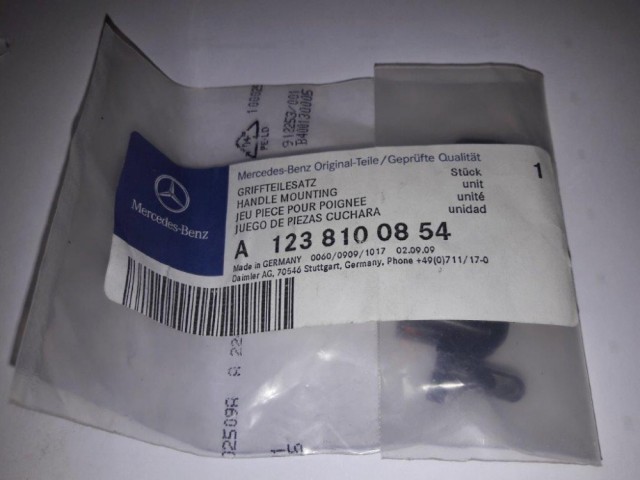 Mercedes-Benz
Mercedes-Benz Original-Teile/Geprüfte Qualität
GRIFFTEILESATZ
HANDLE MOUNTING
JEU PIECE POUR POIGNEE
JUEGO DE PIEZAS CUCHARA
Stück
unit
unité
unidad
1
A 123 810 08 54
Made in GERMANY 0060/0909/1017 02.09.09
Daimler AG, 70546 Stuttgart, Germany, Phone +49(0)711/17-0
PE-LD